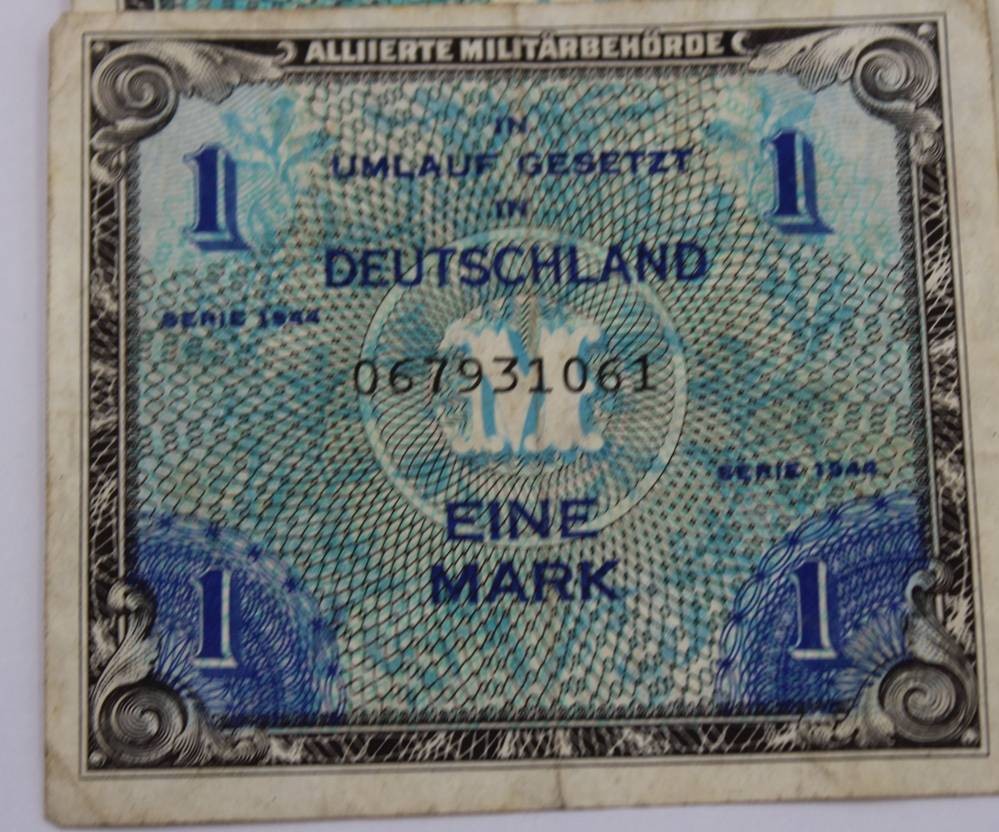 ALLIIERTE MILITÄRBEHÖRDE
1
IN
1
UMLAUF GESETZT
IN
DEUTSCHLAND
SERIE 1944
M
067931061
SERIE 1944
EINE
MARK
1
1